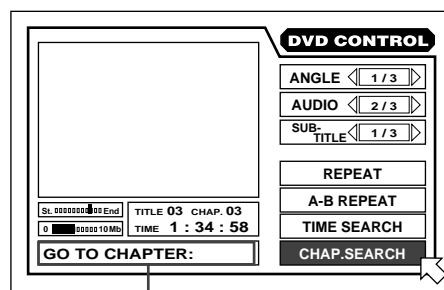 DVD CONTROL
ANGLE 1 / 3
AUDIO 2 / 3
SUB-TITLE 1 / 3
REPEAT
A-B REPEAT
TIME SEARCH
CHAP.SEARCH
St. End
0 10Mb
TITLE 03 CHAP. 03
TIME 1 : 34 : 58
GO TO CHAPTER: